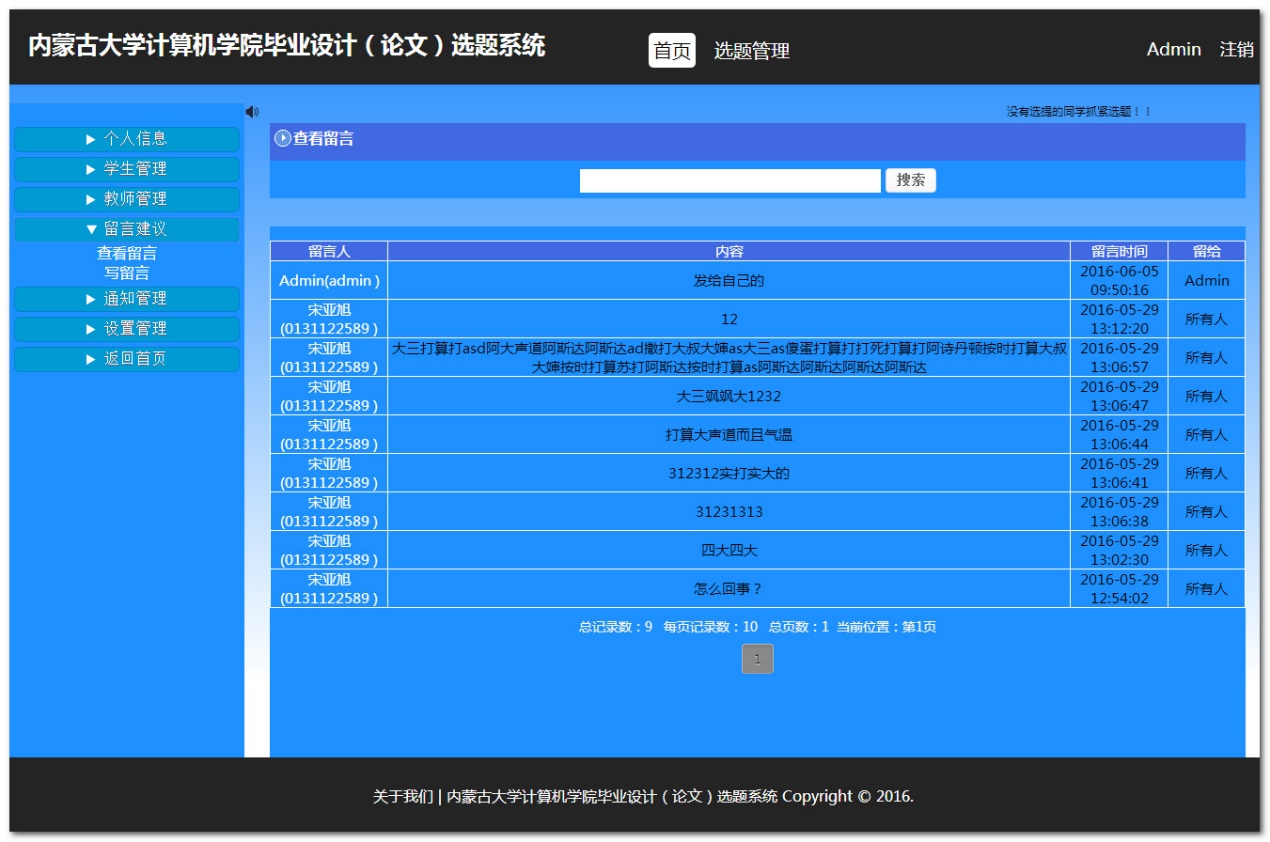 内蒙古大学计算机学院毕业设计（论文）选题系统 首页 选题管理 Admin 注销
没有选提的同学抓紧选题！！
▶ 个人信息
▶ 学生管理
▶ 教师管理
▼ 留言建议
查看留言
写留言
▶ 通知管理
▶ 设置管理
▶ 返回首页
查看留言
搜索
留言人 内容 留言时间 留给
Admin(admin ) 发给自己的 2016-06-05 09:50:16 Admin
宋亚旭 (0131122589 ) 12 2016-05-29 13:12:20 所有人
宋亚旭 (0131122589 ) 大三打算打asd阿大声道阿斯达阿斯达ad撒打大叔大婶as大三as傻蛋打算打打死打算打阿诗丹顿按时打算大叔
大婶按时打算苏打阿斯达按时打算as阿斯达阿斯达阿斯达阿斯达 2016-05-29 13:06:57 所有人
宋亚旭 (0131122589 ) 大三飒飒大1232 2016-05-29 13:06:47 所有人
宋亚旭 (0131122589 ) 打算大声道而且气温 2016-05-29 13:06:44 所有人
宋亚旭 (0131122589 ) 312312实打实大的 2016-05-29 13:06:41 所有人
宋亚旭 (0131122589 ) 31231313 2016-05-29 13:06:38 所有人
宋亚旭 (0131122589 ) 四大四大 2016-05-29 13:02:30 所有人
宋亚旭 (0131122589 ) 怎么回事？ 2016-05-29 12:54:02 所有人
总记录数：9 每页记录数：10 总页数：1 当前位置：第1页
1
关于我们 | 内蒙古大学计算机学院毕业设计（论文）选题系统 Copyright © 2016.